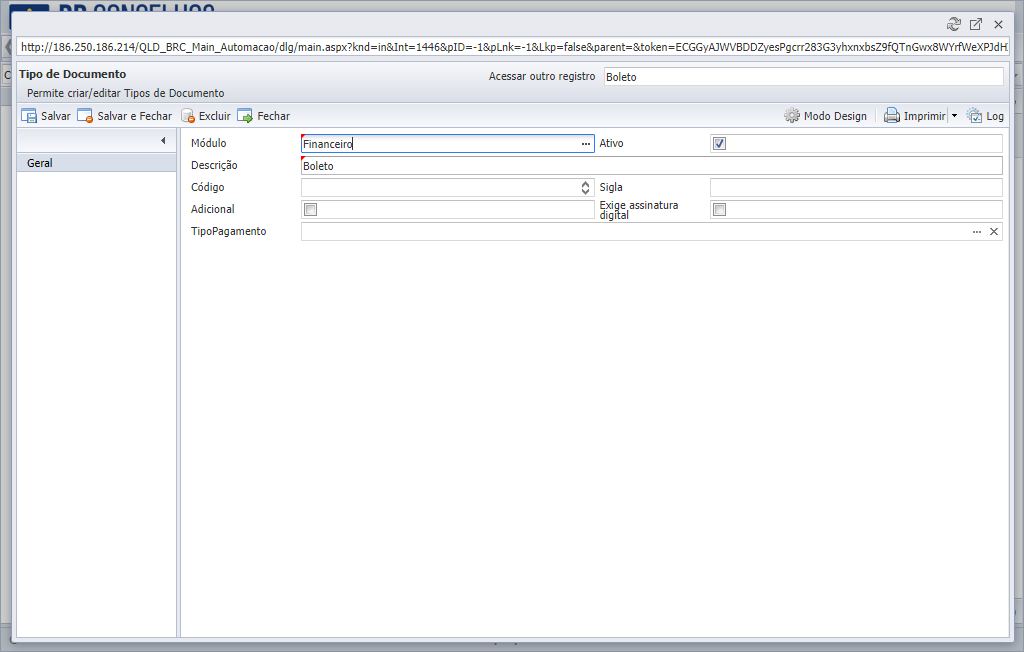 http://186.250.186.214/QLD_BRC_Main_Automacao/dlg/main.aspx?knd=in&Int=1446&pID=-1&pLnk=-1&Lkp=false&parent=&token=ECGGyAJWVBDDZyesPgcrr283G3yhxnxbsZ9fQTnGwx8WYrfWeXPJdH
Tipo de Documento
Acessar outro registro Boleto
Permite criar/editar Tipos de Documento
Salvar Salvar e Fechar Excluir Fechar Modo Design Imprimir Log
Geral
Módulo Financeiro Ativo
Descrição Boleto
Código Sigla
Adicional Exige assinatura
digital
TipoPagamento